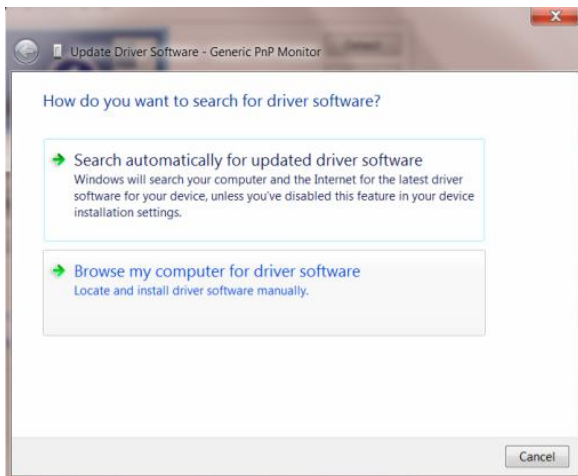 Update Driver Software - Generic PnP Monitor
How do you want to search for driver software?
Search automatically for updated driver software
Windows will search your computer and the Internet for the latest driver
software for your device, unless you've disabled this feature in your device
installation settings.
Browse my computer for driver software
Locate and install driver software manually.
Cancel